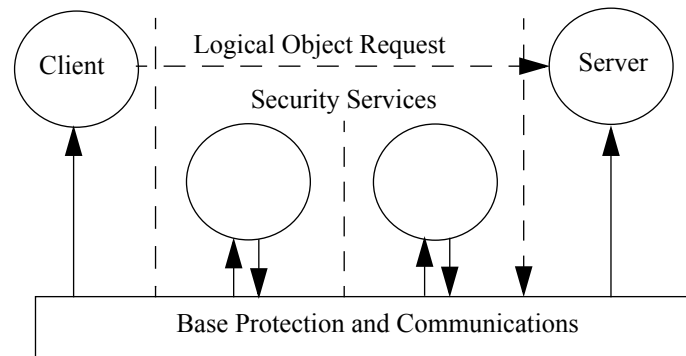 Logical Object Request
Client
Server
Security Services
Base Protection and Communications